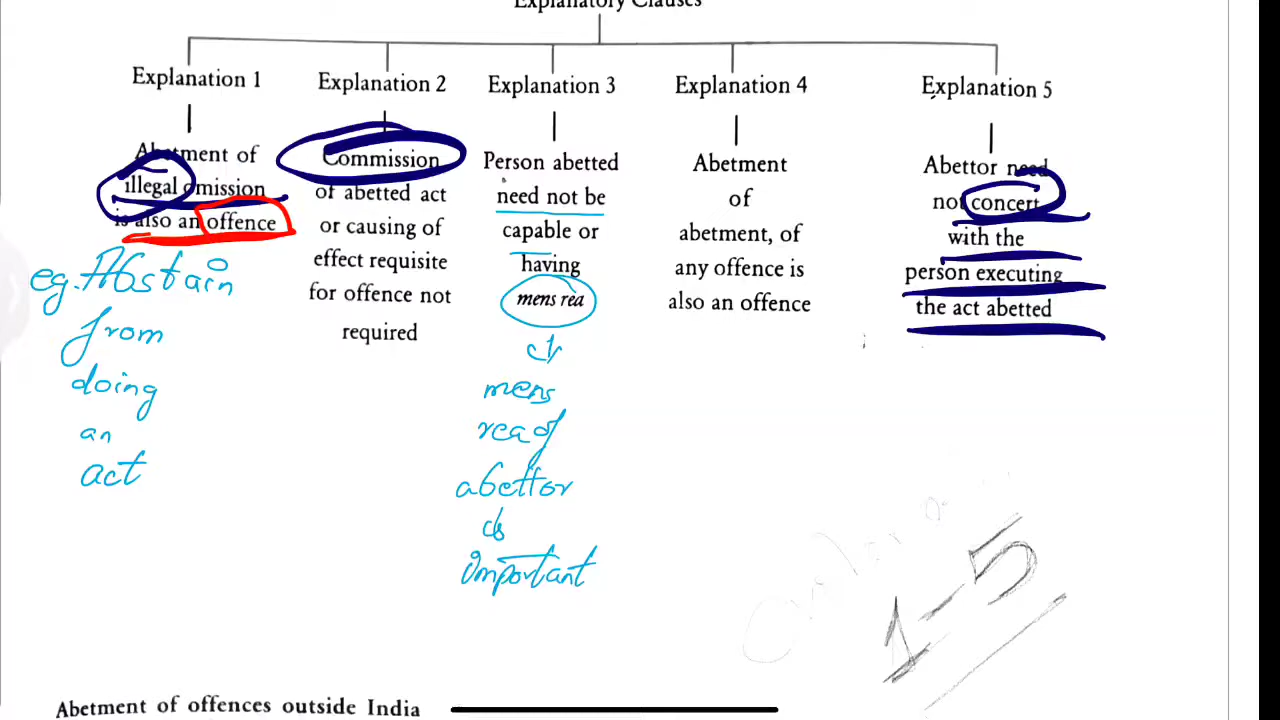 Explanatory Clauses
Explanation 1
Abetment of
illegal omission
is also an offence
eg. Abstain
from
doing
an
act
Explanation 2
Commission
of abetted act
or causing of
effect requisite
for offence not
required
Explanation 3
Person abetted
need not be
capable or
having
mens rea
mens
rea of
abettor
is
important
Explanation 4
Abetment
of
abetment, of
any offence is
also an offence
Explanation 5
Abettor need
not concert
with the
person executing
the act abetted
1-5
Abetment of offences outside India